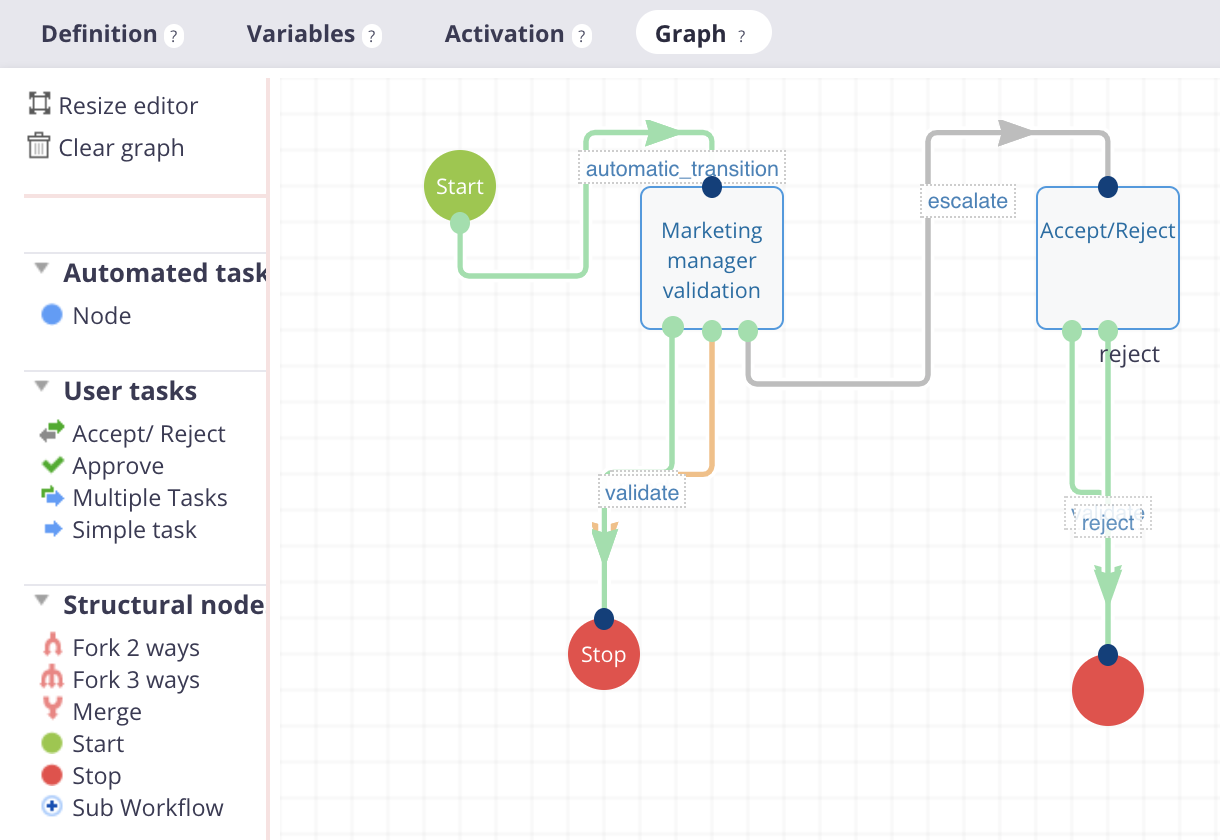 Definition ?
Variables ?
Activation ?
Graph ?
Resize editor
Clear graph
Automated task
Node
User tasks
Accept/ Reject
Approve
Multiple Tasks
Simple task
Structural node
Fork 2 ways
Fork 3 ways
Merge
Start
Stop
Sub Workflow
Start
automatic_transition
Marketing
manager
validation
escalate
Accept/Reject
reject
validate
validate
reject
Stop